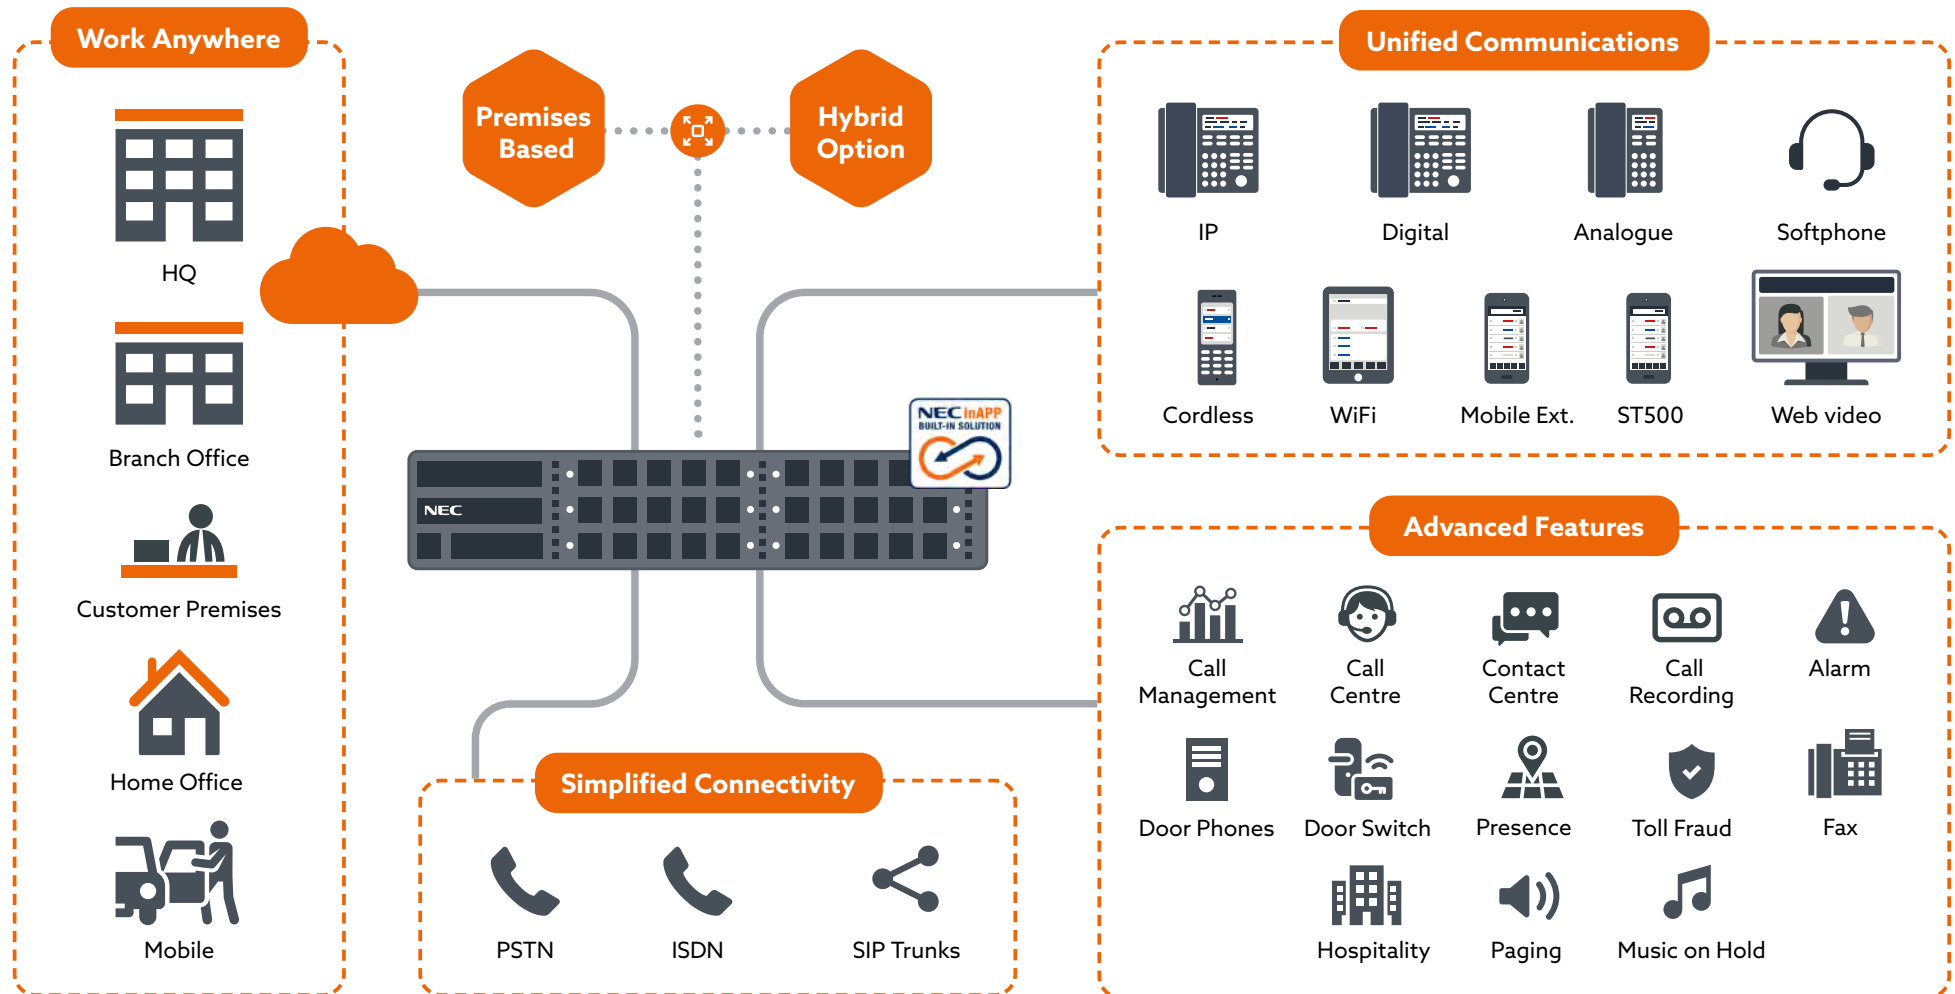 Work Anywhere
HQ
Branch Office
Customer Premises
Home Office
Mobile
Premises
Based
Hybrid
Option
NEC inAPP
BUILT-IN SOLUTION
NEC
Simplified Connectivity
PSTN
ISDN
SIP Trunks
Unified Communications
IP
Digital
Analogue
Softphone
Cordless
WiFi
Mobile Ext.
ST500
Web video
Advanced Features
Call
Management
Call
Centre
Contact
Centre
Call
Recording
Alarm
Door Phones
Door Switch
Presence
Toll Fraud
Fax
Hospitality
Paging
Music on Hold